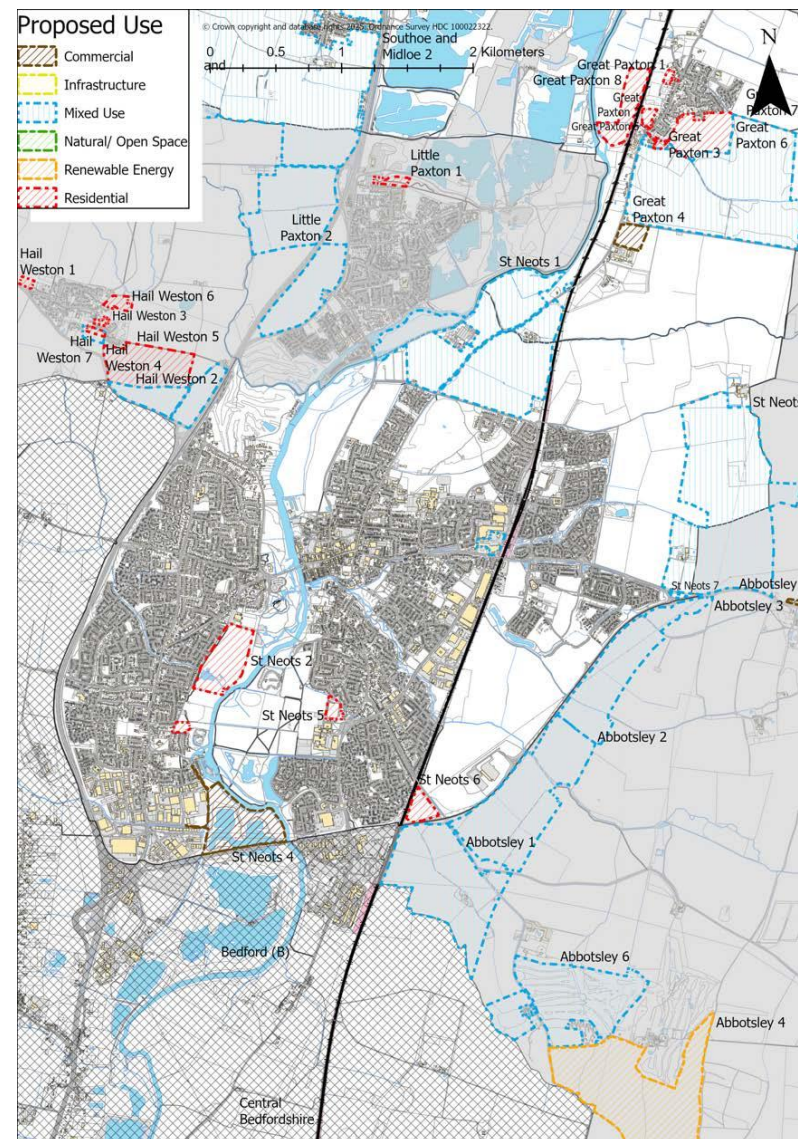 Proposed Use
Commercial
Infrastructure
Mixed Use
Natural/ Open Space
Renewable Energy
Residential
© Crown copyright and database rights 2025. Ordnance Survey HDC 100022322.
0 0.5 1 2 Kilometers
Southoe and
Midloe 2
and
N
Great Paxton 1
Great Paxton 8
Great
Paxton
Great Paxton 5
Great
Paxton 3
Paxton 7
Great
Paxton 6
Great
Paxton 4
Little
Paxton 1
Little
Paxton 2
St Neots 1
Hail
Weston 1
Hail Weston 6
Hail Weston 3
Hail Weston 5
Hail
Weston 7
Hail
Weston 4
Hail Weston 2
St Neots
St Neots 7
Abbotsley
Abbotsley 3
St Neots 2
St Neots 5
Abbotsley 2
St Neots 6
St Neots 4
Abbotsley 1
Bedford (B)
Abbotsley 6
Abbotsley 4
Central
Bedfordshire